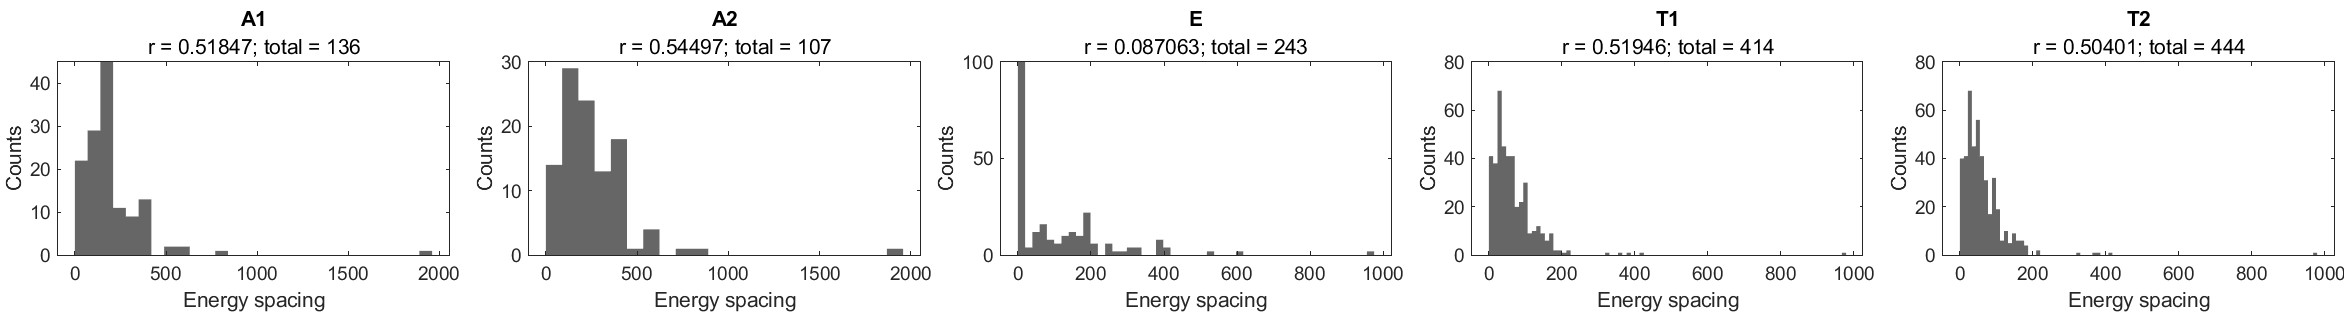 A1
r = 0.51847; total = 136
Counts
40
30
20
10
0
0 500 1000 1500 2000
Energy spacing
A2
r = 0.54497; total = 107
Counts
30
20
10
0
0 500 1000 1500 2000
Energy spacing
E
r = 0.087063; total = 243
Counts
100
50
0
0 200 400 600 800 1000
Energy spacing
T1
r = 0.51946; total = 414
Counts
80
60
40
20
0
0 200 400 600 800 1000
Energy spacing
T2
r = 0.50401; total = 444
Counts
80
60
40
20
0
0 200 400 600 800 1000
Energy spacing